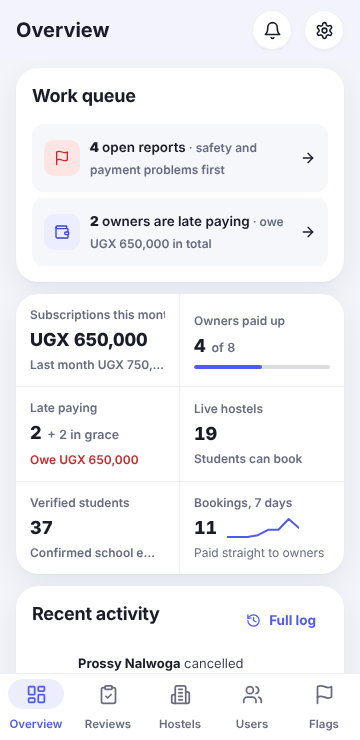 Overview
Work queue
4 open reports · safety and
payment problems first
2 owners are late paying · owe
UGX 650,000 in total
Subscriptions this mont
UGX 650,000
Last month UGX 750,...
Owners paid up
4 of 8
Late paying
2 + 2 in grace
Owe UGX 650,000
Live hostels
19
Students can book
Verified students
37
Confirmed school e...
Bookings, 7 days
11
Paid straight to owners
Recent activity
Full log
Prossy Nalwoga cancelled
Overview
Reviews
Hostels
Users
Flags